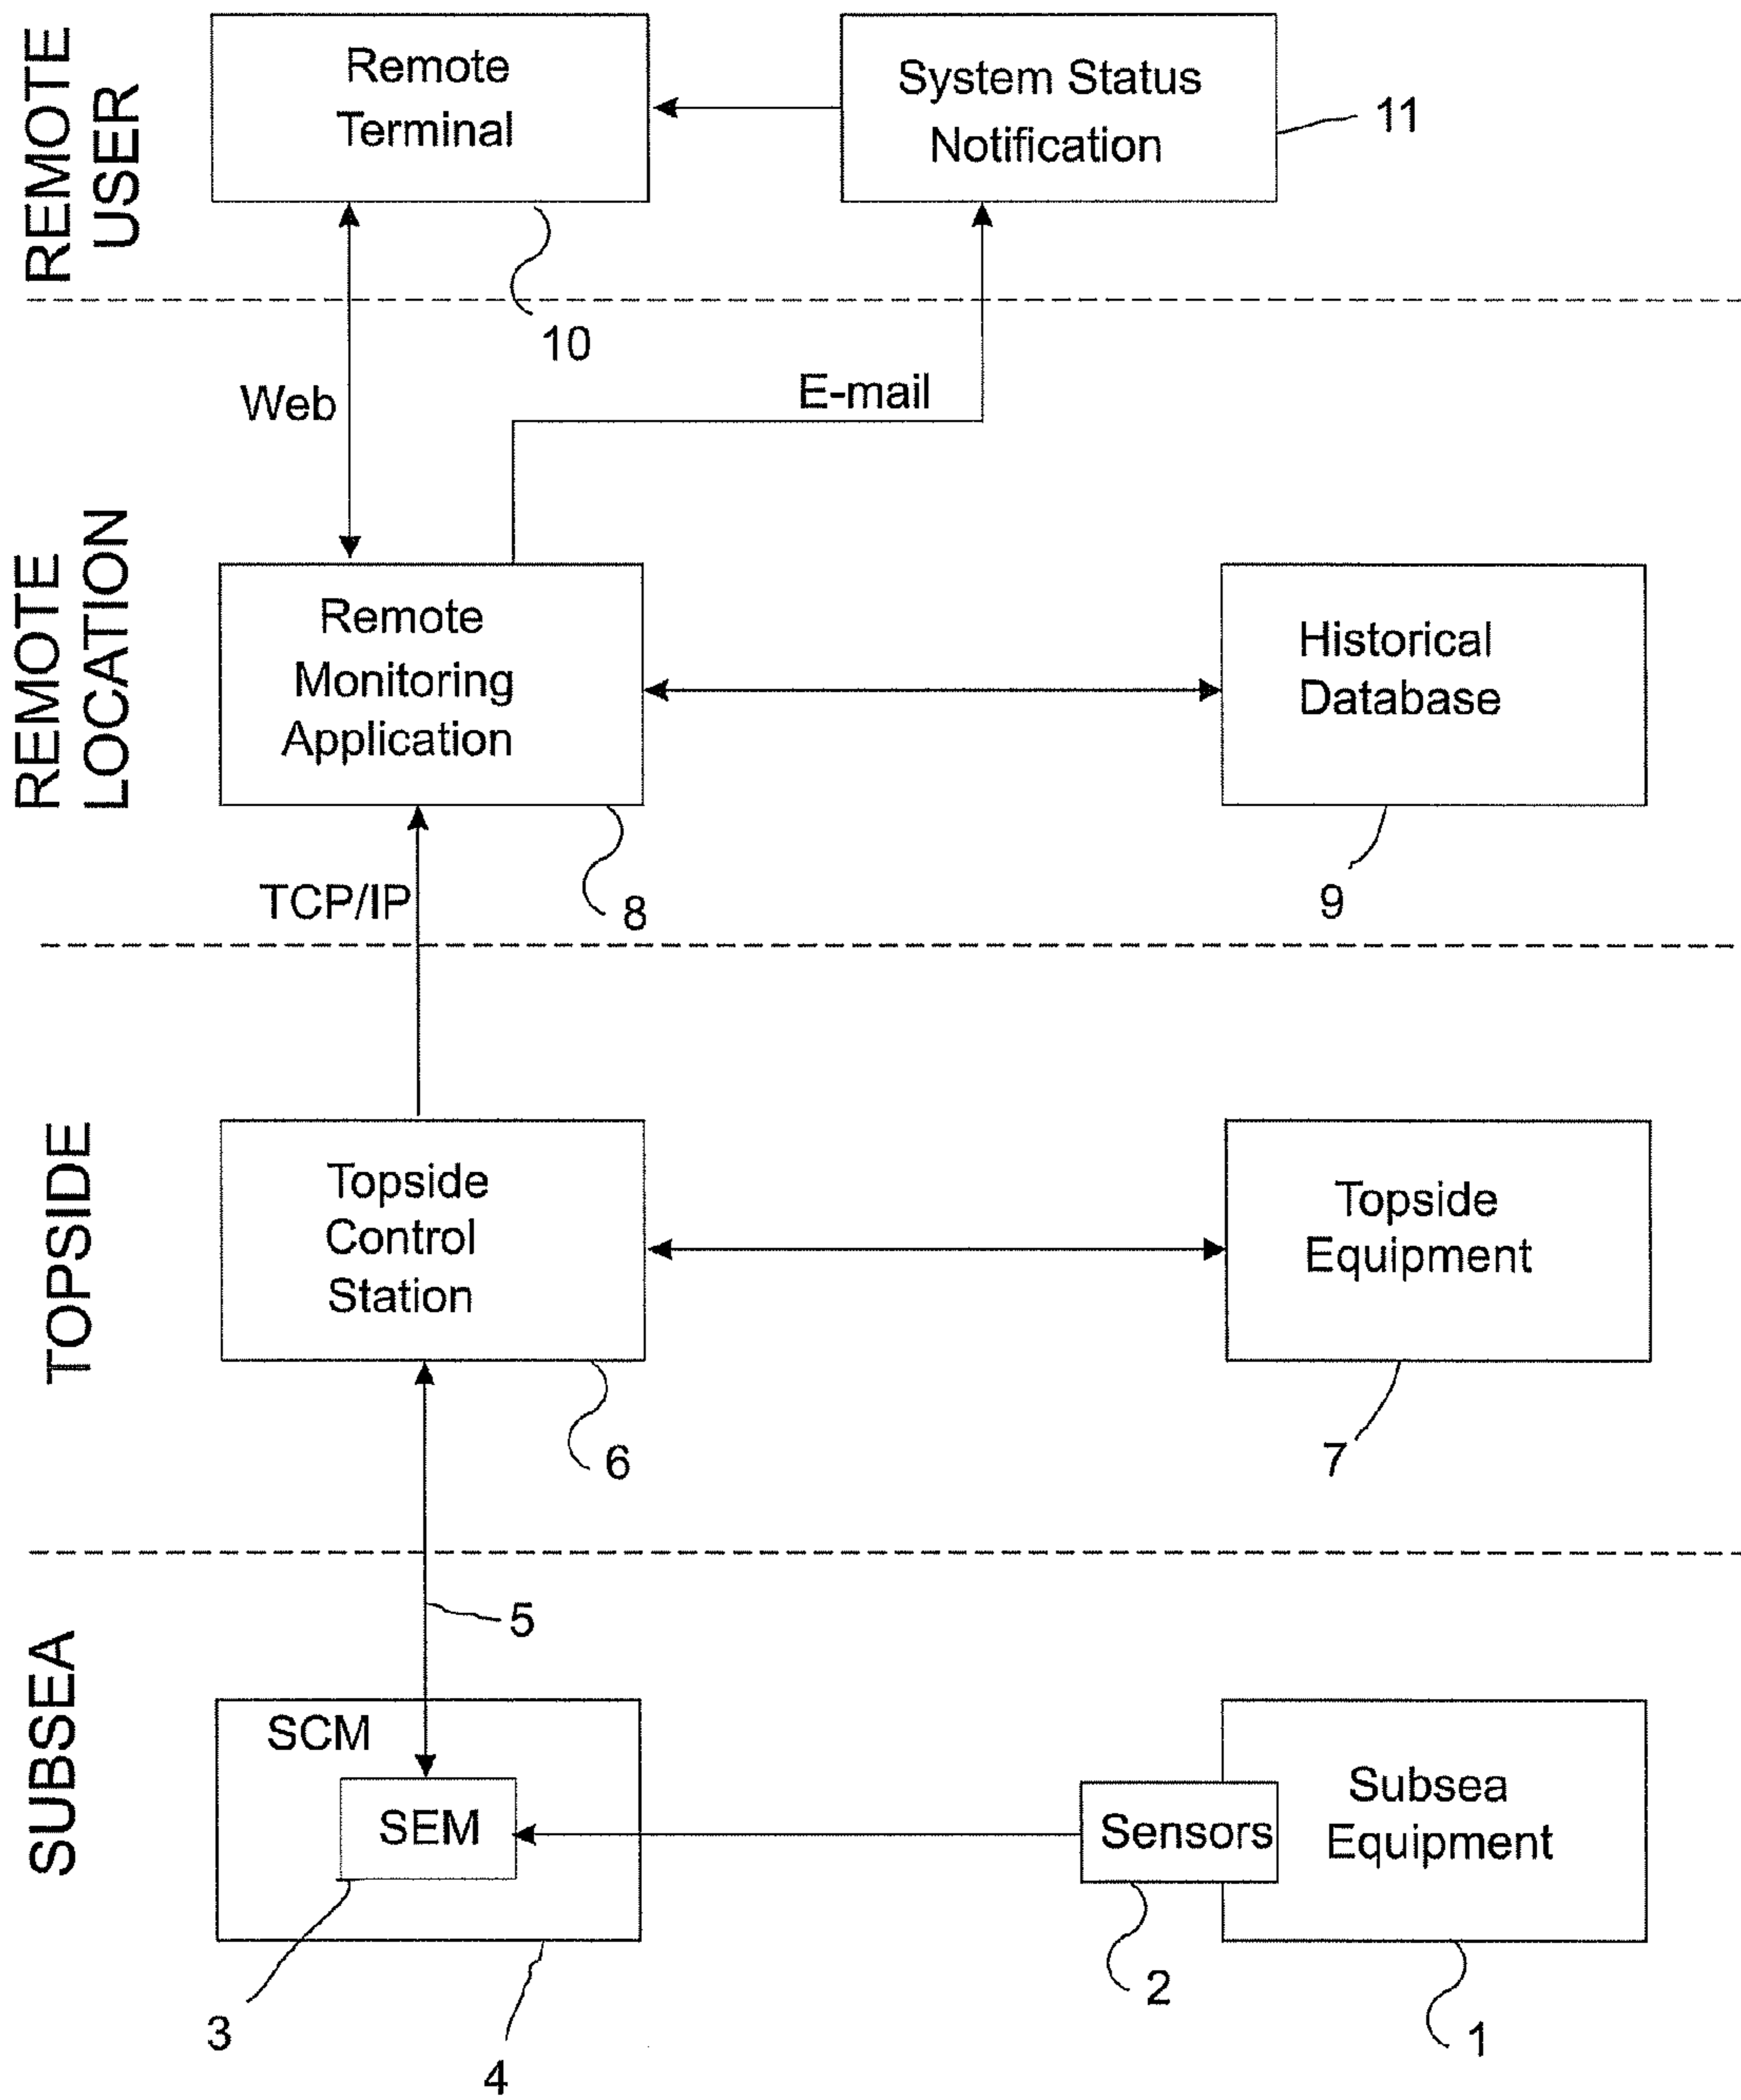 REMOTE
USER
Remote
Terminal
System Status
Notification
11
10
Web
E-mail
REMOTE
LOCATION
Remote
Monitoring
Application
Historical
Database
8
9
TCP/IP
TOPSIDE
Topside
Control
Station
Topside
Equipment
6
7
SUBSEA
5
SCM
SEM
Sensors
Subsea
Equipment
3
4
2
1